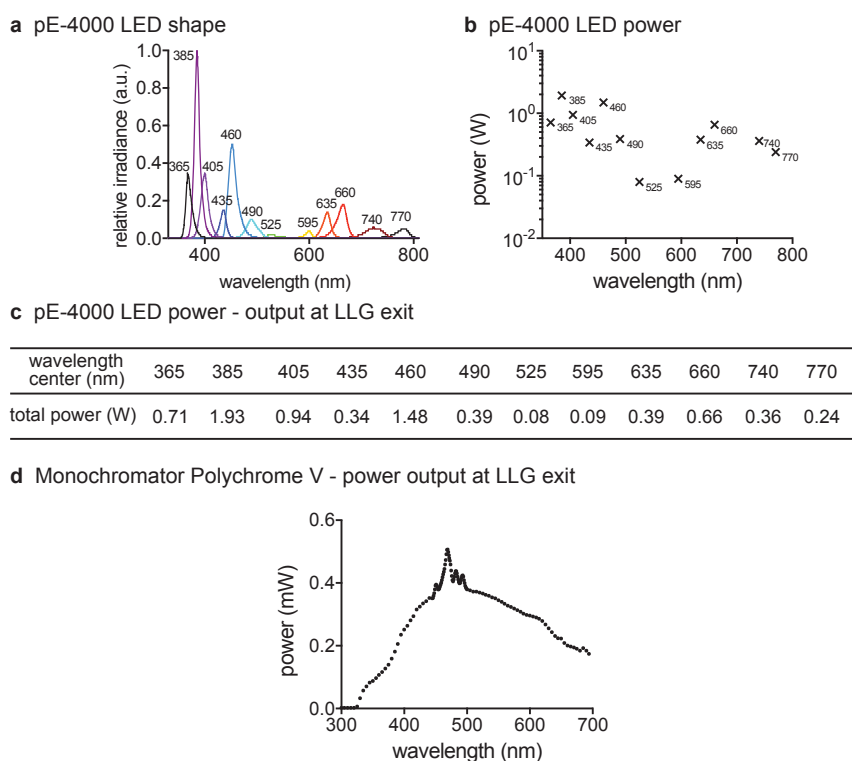 a pE-4000 LED shape
relative irradiance (a.u.)
1.0
0.8
0.6
0.4
0.2
0.0
385
365
405
435
460
490
525
595
635
660
740
770
400
600
800
wavelength (nm)
b pE-4000 LED power
power (W)
10¹
10⁰
10⁻¹
10⁻²
365
385
405
435
460
490
525
595
635
660
740
770
400 500 600 700 800
wavelength (nm)
c pE-4000 LED power - output at LLG exit
wavelength center (nm) 365 385 405 435 460 490 525 595 635 660 740 770
total power (W) 0.71 1.93 0.94 0.34 1.48 0.39 0.08 0.09 0.39 0.66 0.36 0.24
d Monochromator Polychrome V - power output at LLG exit
power (mW)
0.6
0.4
0.2
0.0
300 400 500 600 700
wavelength (nm)